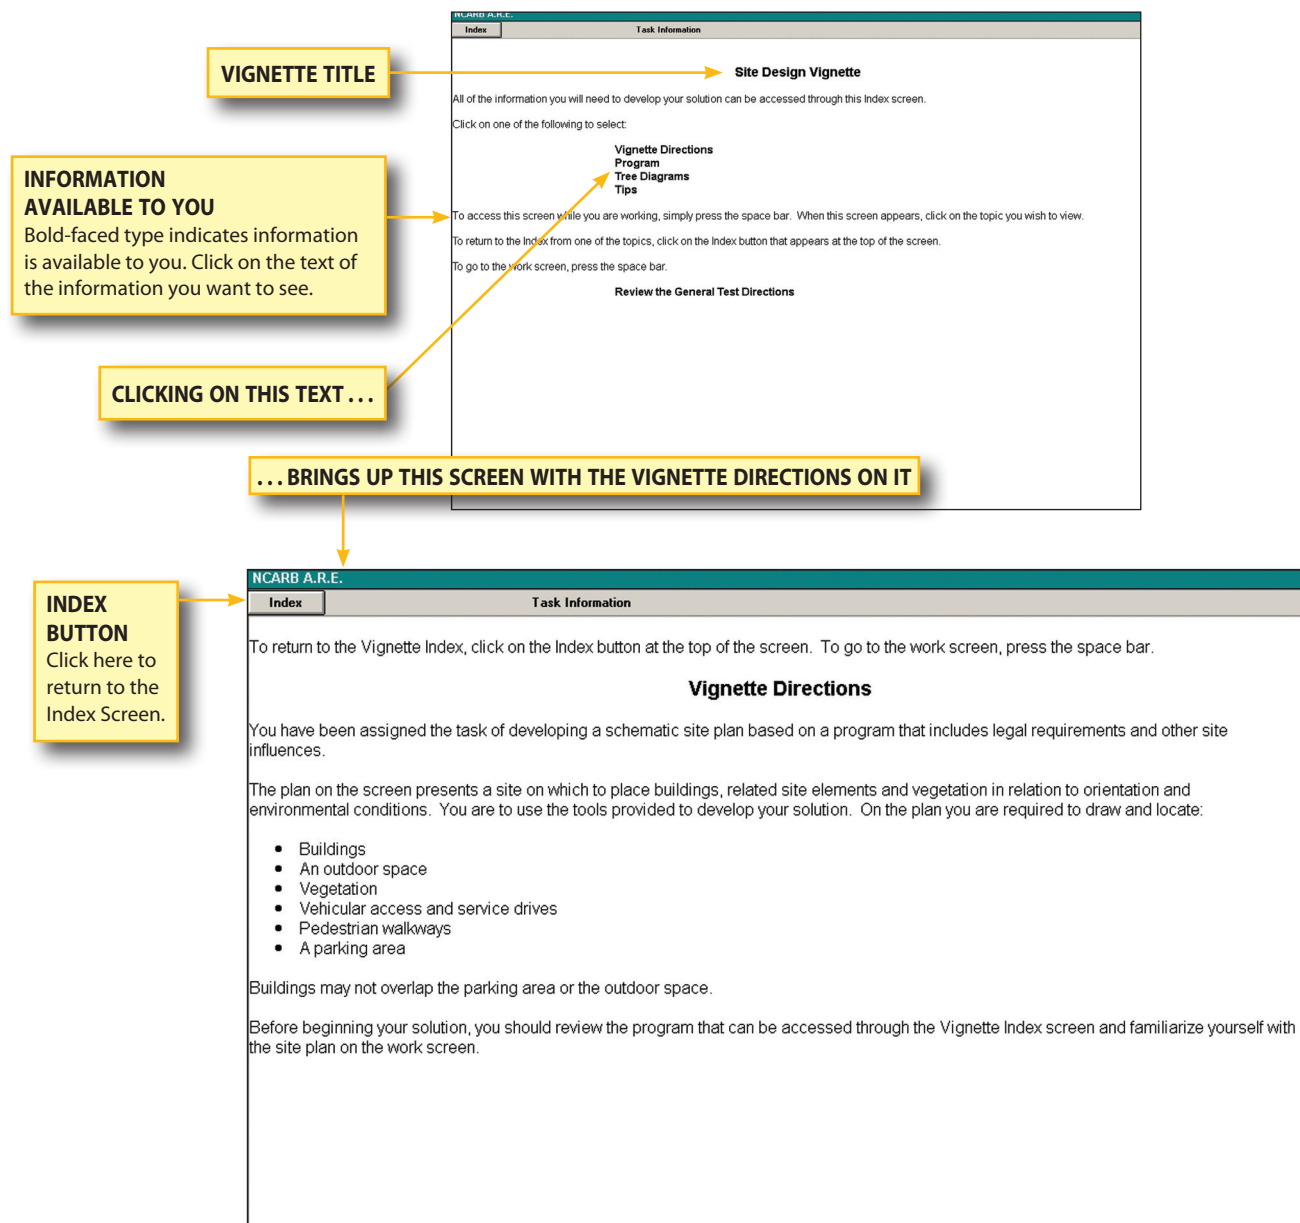 NCARB A.R.E.
Index
Task Information
VIGNETTE TITLE
Site Design Vignette
All of the information you will need to develop your solution can be accessed through this Index screen.
Click on one of the following to select:
Vignette Directions
Program
Tree Diagrams
Tips
INFORMATION
AVAILABLE TO YOU
Bold-faced type indicates information
is available to you. Click on the text of
the information you want to see.
To access this screen while you are working, simply press the space bar. When this screen appears, click on the topic you wish to view.
To return to the Index from one of the topics, click on the Index button that appears at the top of the screen.
To go to the work screen, press the space bar.
Review the General Test Directions
CLICKING ON THIS TEXT . . .
. . . BRINGS UP THIS SCREEN WITH THE VIGNETTE DIRECTIONS ON IT
NCARB A.R.E.
Index
Task Information
INDEX
BUTTON
Click here to
return to the
Index Screen.
To return to the Vignette Index, click on the Index button at the top of the screen. To go to the work screen, press the space bar.
Vignette Directions
You have been assigned the task of developing a schematic site plan based on a program that includes legal requirements and other site
influences.
The plan on the screen presents a site on which to place buildings, related site elements and vegetation in relation to orientation and
environmental conditions. You are to use the tools provided to develop your solution. On the plan you are required to draw and locate:
• Buildings
• An outdoor space
• Vegetation
• Vehicular access and service drives
• Pedestrian walkways
• A parking area
Buildings may not overlap the parking area or the outdoor space.
Before beginning your solution, you should review the program that can be accessed through the Vignette Index screen and familiarize yourself with
the site plan on the work screen.